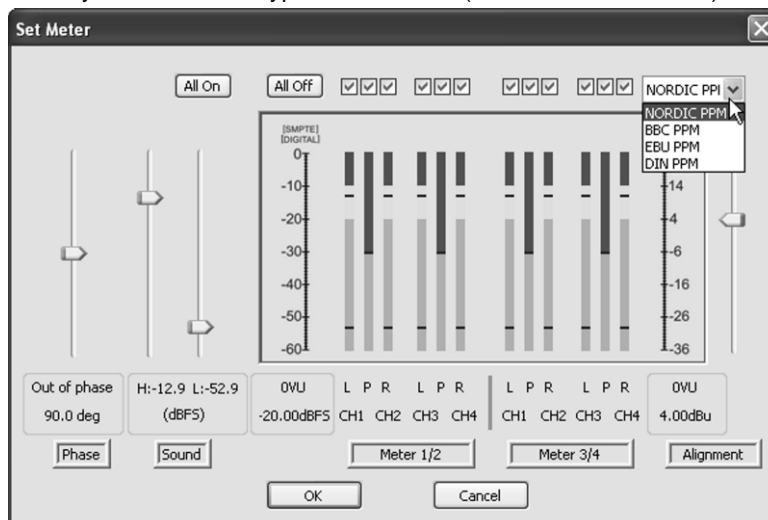 Set Meter
All On
All Off
NORDIC PPI
NORDIC PPM
BBC PPM
EBU PPM
DIN PPM
[SMPTE]
[DIGITAL]
0
-10
-20
-30
-40
-50
-60
14
4
-6
-16
-26
-36
Out of phase
90.0 deg
H:-12.9 L:-52.9
(dBFS)
0VU
-20.00dBFS
L P R L P R
CH1 CH2 CH3 CH4
L P R L P R
CH1 CH2 CH3 CH4
0VU
4.00dBu
Phase
Sound
Meter 1/2
Meter 3/4
Alignment
OK
Cancel